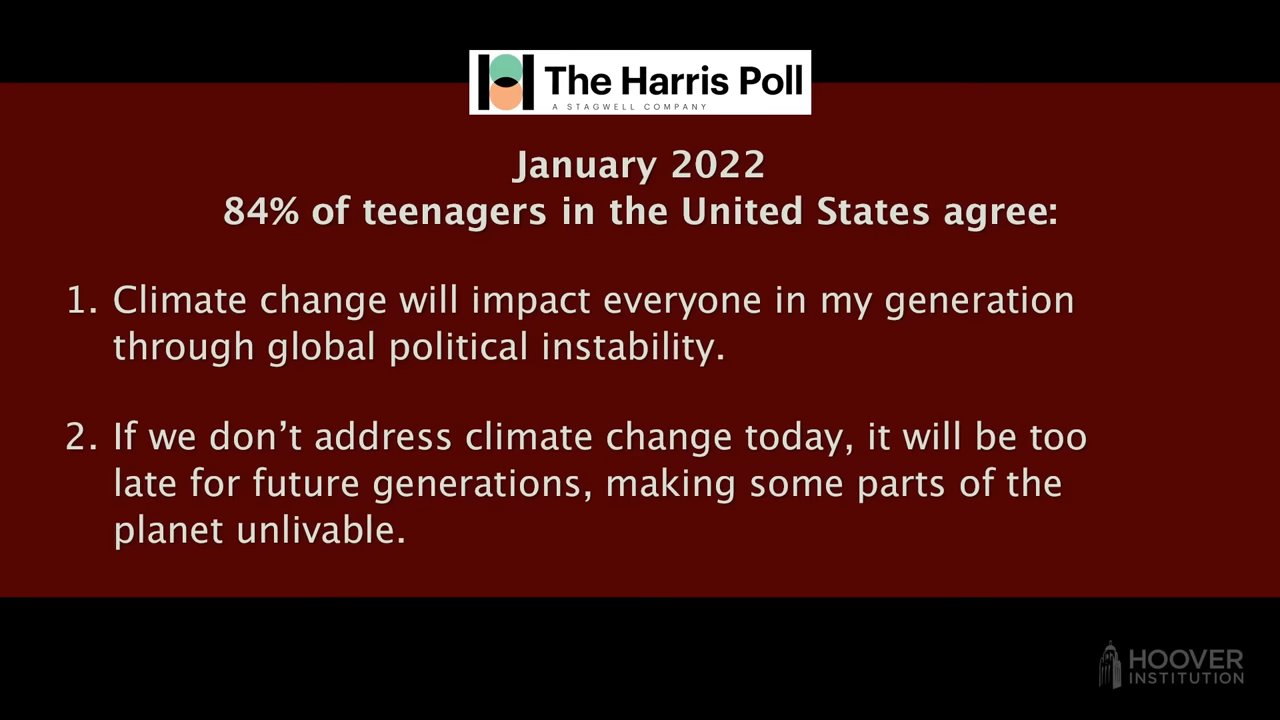 The Harris Poll
A STAGWELL COMPANY
January 2022
84% of teenagers in the United States agree:
1. Climate change will impact everyone in my generation
through global political instability.
2. If we don’t address climate change today, it will be too
late for future generations, making some parts of the
planet unlivable.
HOOVER
INSTITUTION